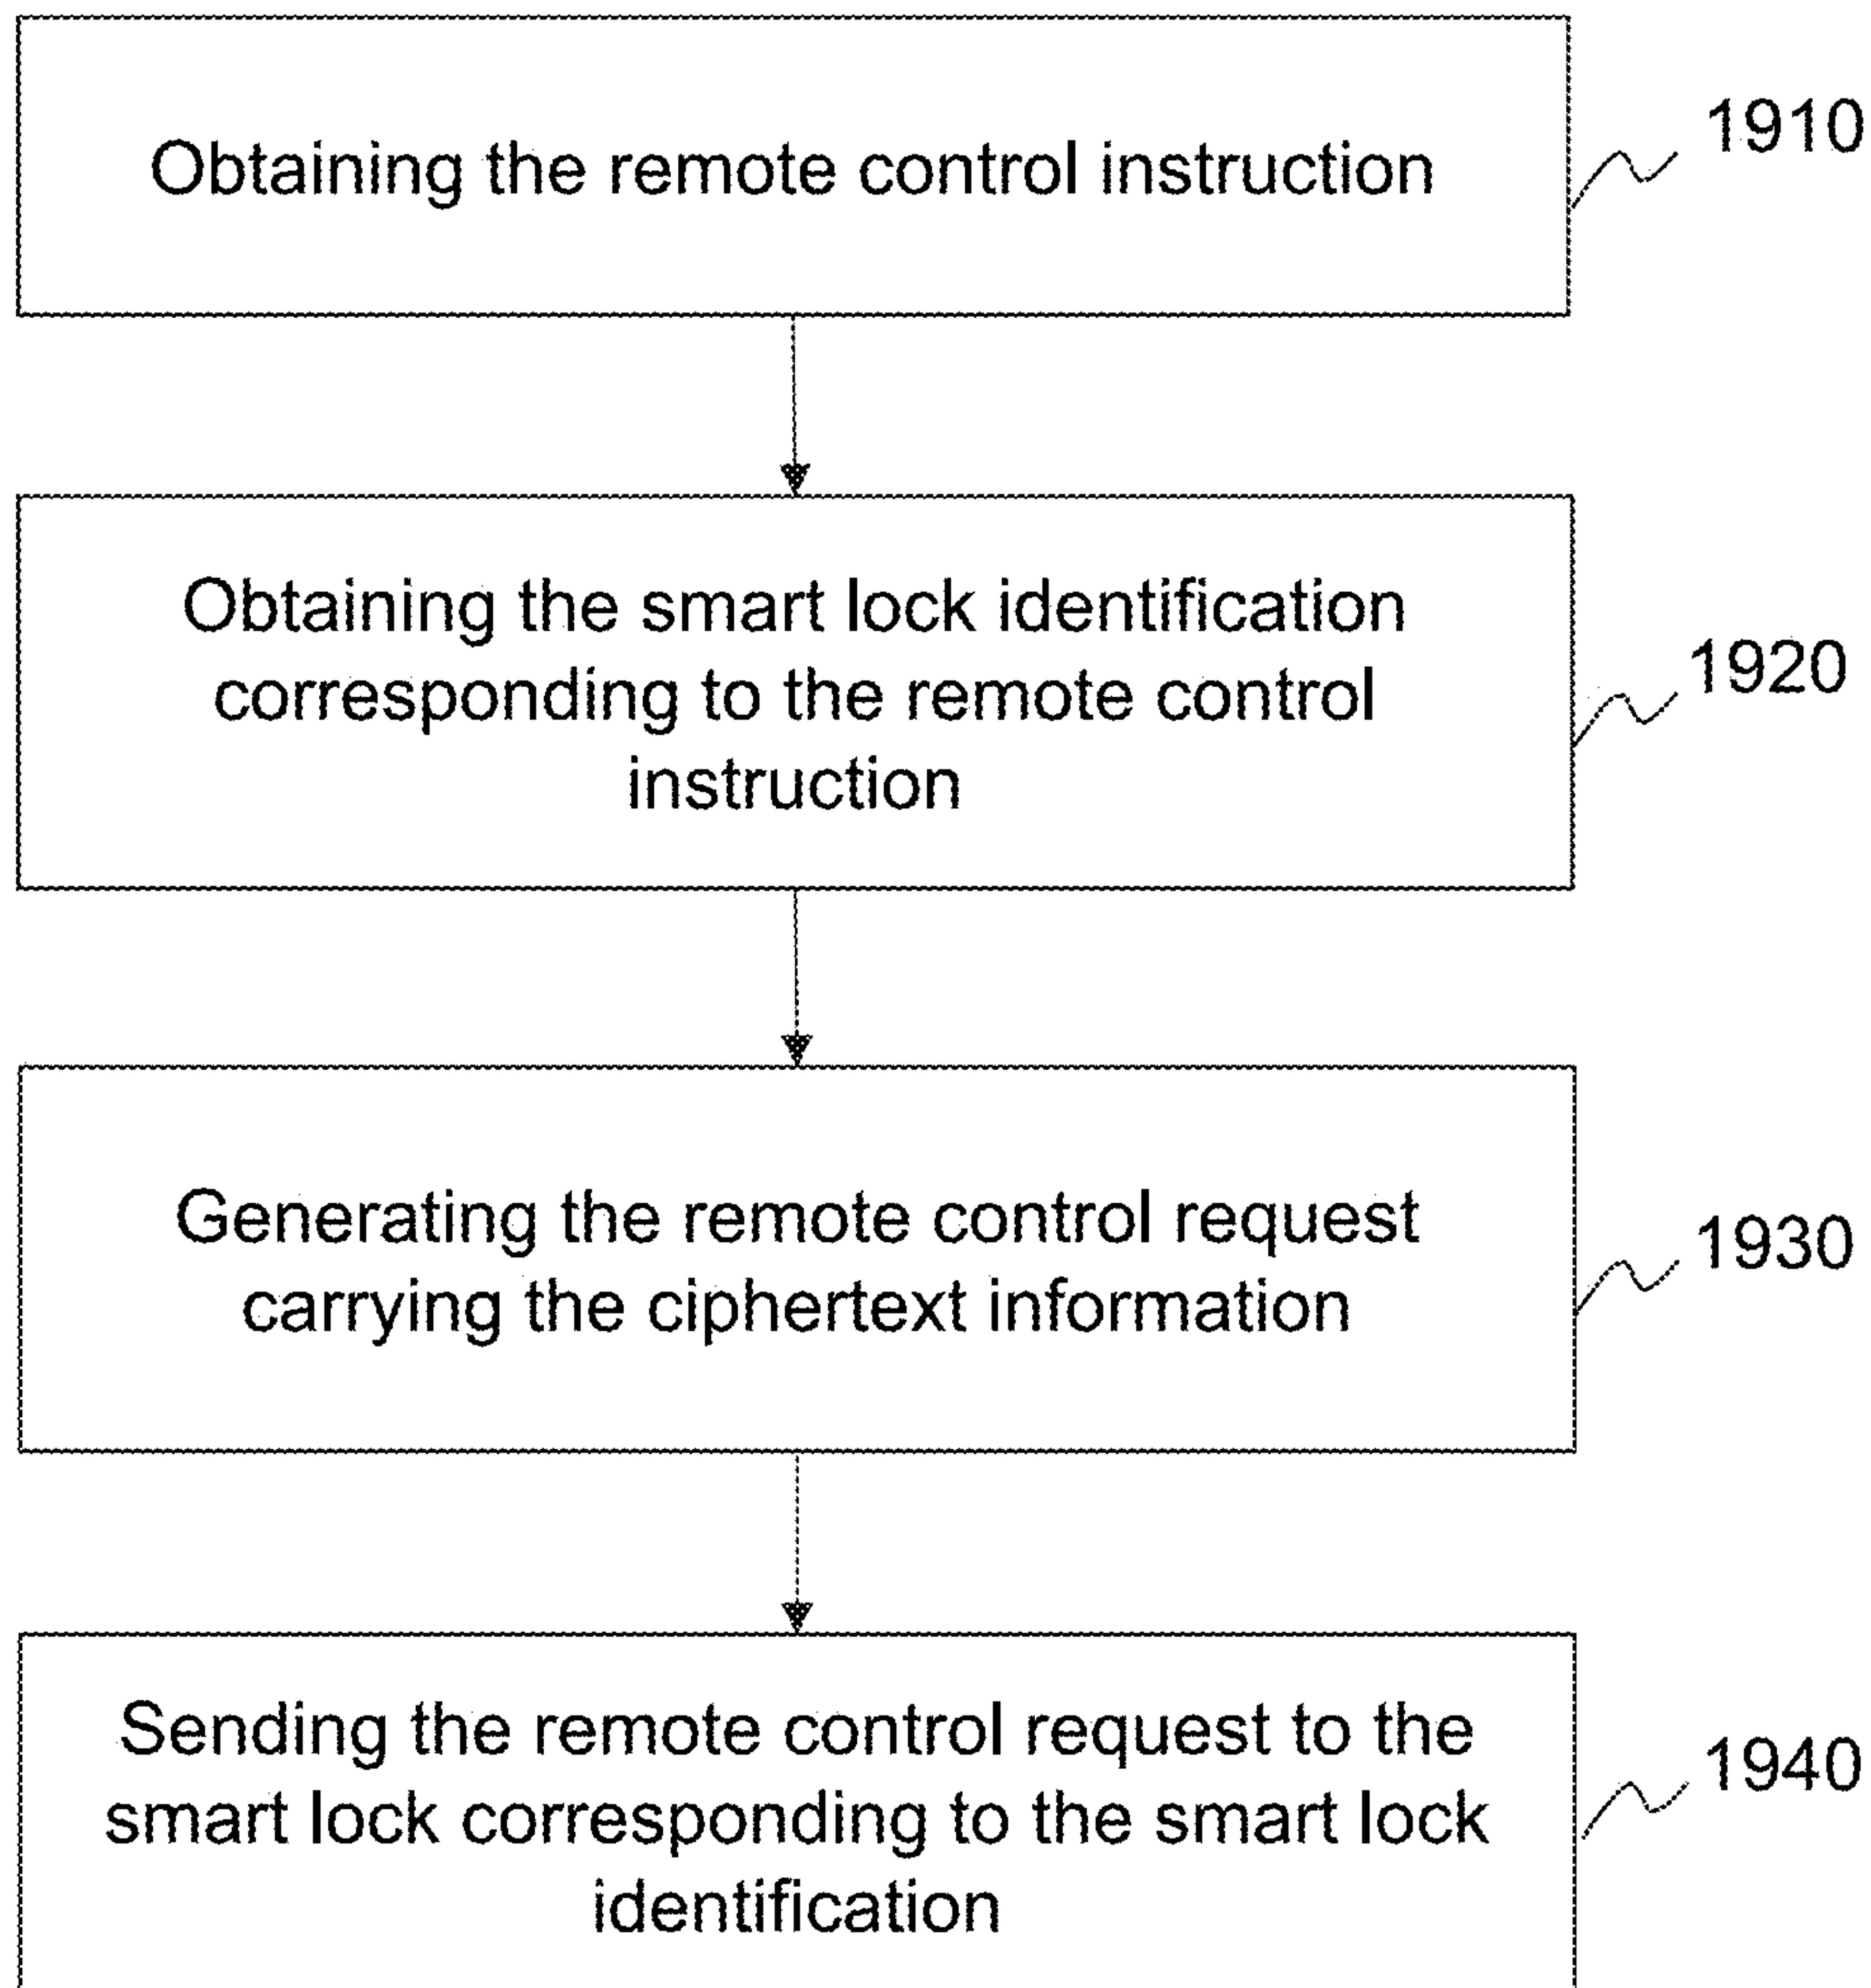 Obtaining the remote control instruction
1910
Obtaining the smart lock identification
corresponding to the remote control
instruction
1920
Generating the remote control request
carrying the ciphertext information
1930
Sending the remote control request to the
smart lock corresponding to the smart lock
identification
1940